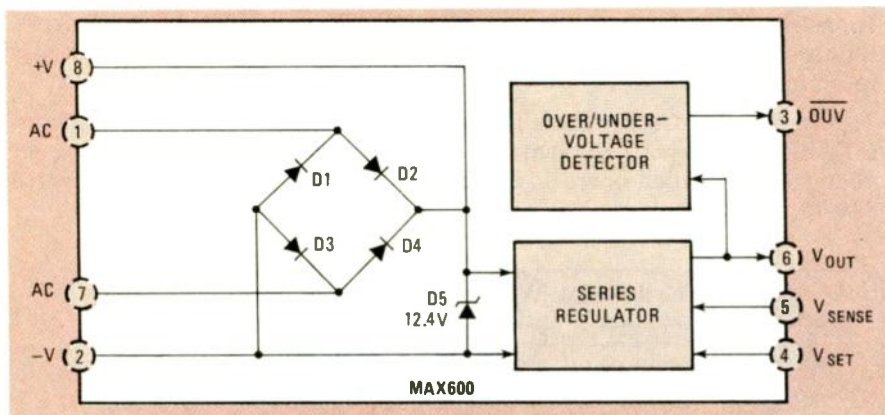 +V 8
AC 1
D1
D2
D3
D4
AC 7
-V 2
D5
12.4V
OVER/UNDER-
VOLTAGE
DETECTOR
SERIES
REGULATOR
3 OUV
6 VOUT
5 VSENSE
4 VSET
MAX600